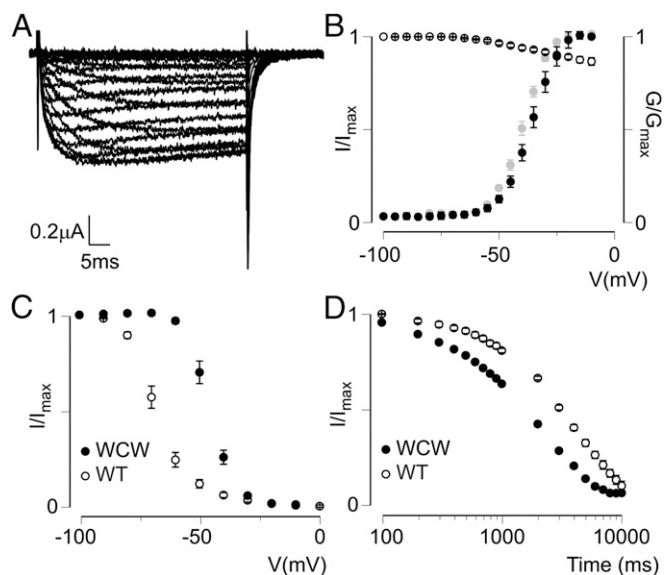 A
0.2μA
5ms
B
1
I/Imax
0
1
G/Gmax
0
-100
-50
0
V(mV)
C
1
I/Imax
0
WCW
WT
-100
-50
0
V(mV)
D
1
I/Imax
0
WCW
WT
100
1000
10000
Time (ms)